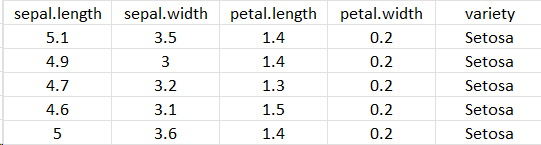 sepal.length sepal.width petal.length petal.width variety
5.1 3.5 1.4 0.2 Setosa
4.9 3 1.4 0.2 Setosa
4.7 3.2 1.3 0.2 Setosa
4.6 3.1 1.5 0.2 Setosa
5 3.6 1.4 0.2 Setosa